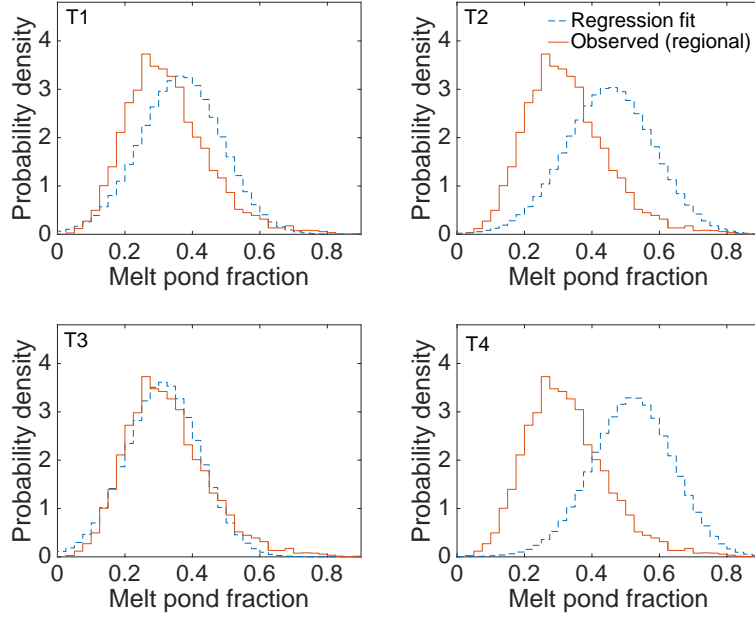 T1
Probability density
4
3
2
1
0
0 0.2 0.4 0.6 0.8
Melt pond fraction
T2
Regression fit
Observed (regional)
Probability density
4
3
2
1
0
0 0.2 0.4 0.6 0.8
Melt pond fraction
T3
Probability density
4
3
2
1
0
0 0.2 0.4 0.6 0.8
Melt pond fraction
T4
Probability density
4
3
2
1
0
0 0.2 0.4 0.6 0.8
Melt pond fraction